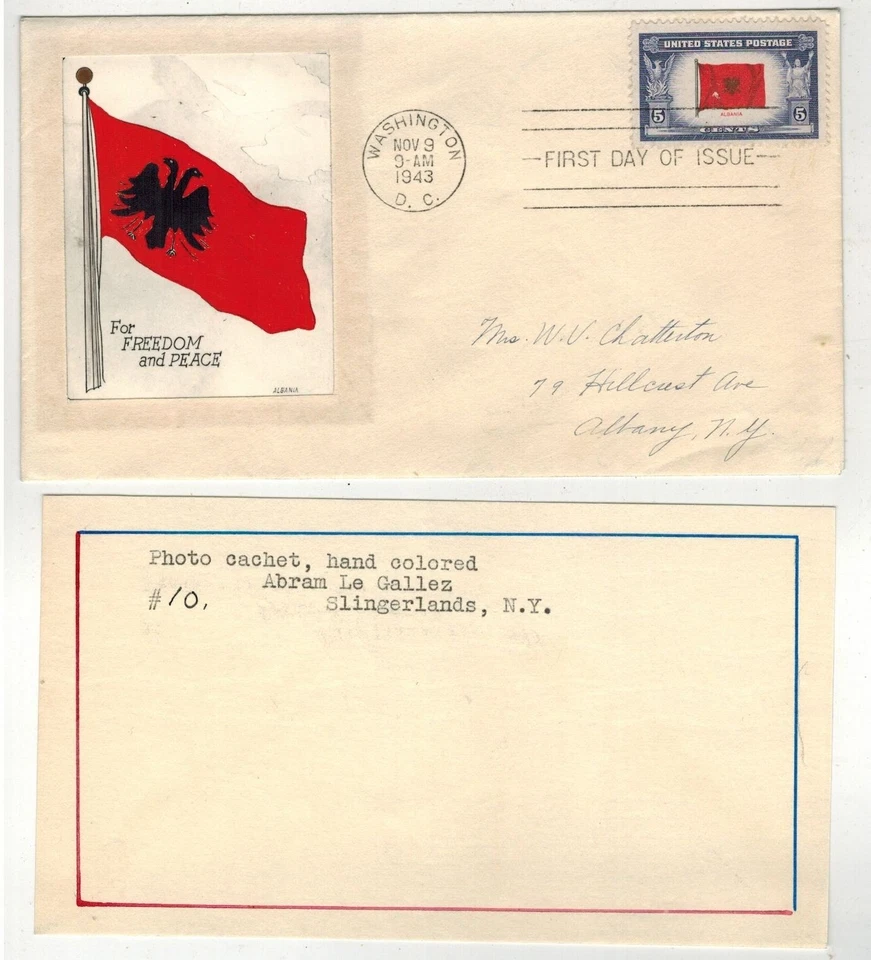 UNITED STATES POSTAGE
ALBANIA
5 5
CENTS
WASHINGTON
NOV 9
9-AM
1943
D. C.
FIRST DAY OF ISSUE
For
FREEDOM
and PEACE
ALBANIA
Mrs. W. V. Chatterton
79 Hillcrest Ave
Albany, N.Y.
Photo cachet, hand colored
Abram Le Gallez
#10, Slingerlands, N.Y.